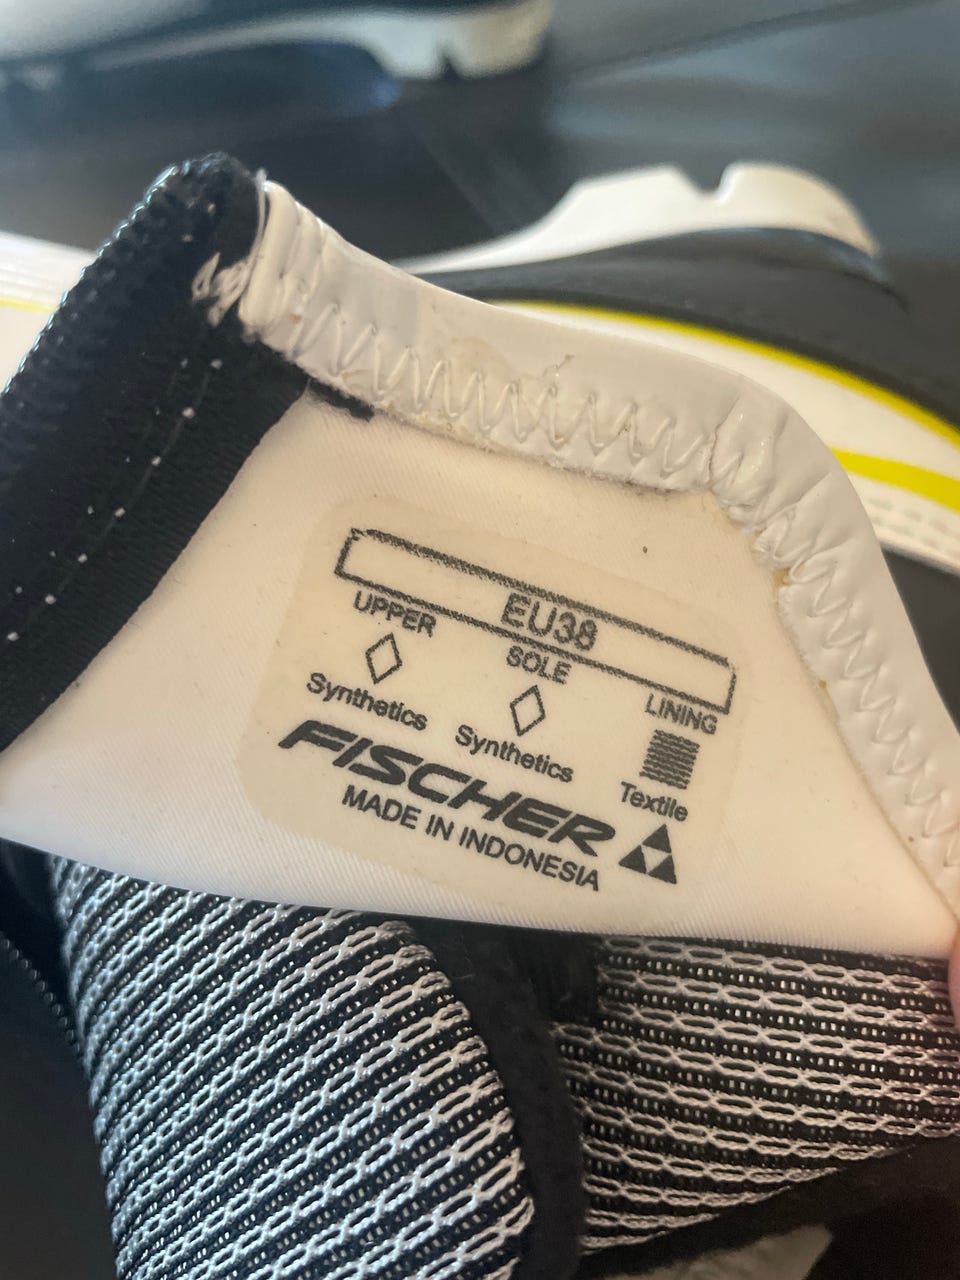 EU38
UPPER SOLE LINING
Synthetics Synthetics Textile
FISCHER
MADE IN INDONESIA